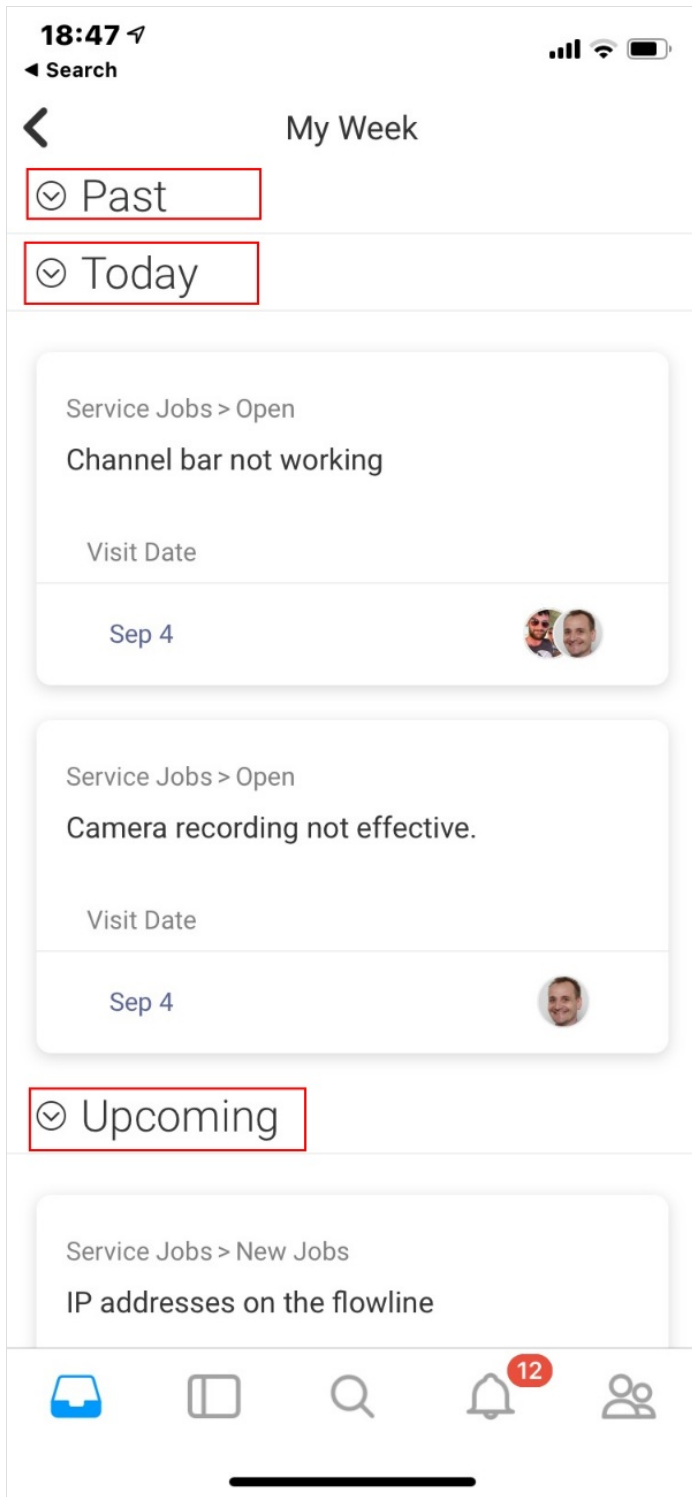 18:47
Search
My Week
Past
Today
Service Jobs > Open
Channel bar not working
Visit Date
Sep 4
Service Jobs > Open
Camera recording not effective.
Visit Date
Sep 4
Upcoming
Service Jobs > New Jobs
IP addresses on the flowline
12